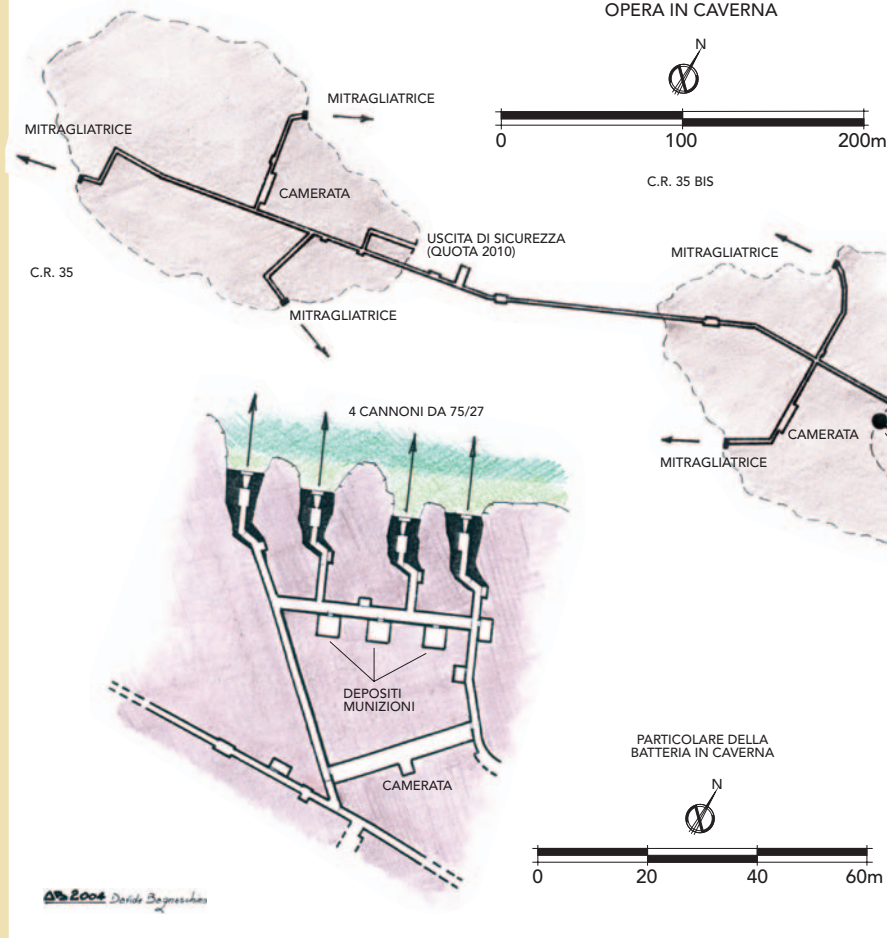 OPERA IN CAVERNA
N
0 100 200m
C.R. 35 BIS
MITRAGLIATRICE
MITRAGLIATRICE
CAMERATA
USCITA DI SICUREZZA
(QUOTA 2010)
C.R. 35
MITRAGLIATRICE
MITRAGLIATRICE
CAMERATA
MITRAGLIATRICE
4 CANNONI DA 75/27
DEPOSITI
MUNIZIONI
CAMERATA
PARTICOLARE DELLA
BATTERIA IN CAVERNA
N
0 20 40 60m
2004 Davide